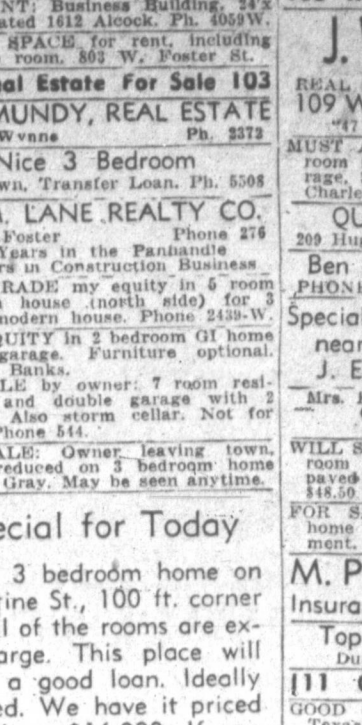 NT: Business Building, 24'x
ated 1612 Alcock. Ph. 4059W.
SPACE for rent, including
room. 803 W. Foster St.
al Estate For Sale 103
MUNDY, REAL ESTATE
Wynne Ph. 2372
Nice 3 Bedroom
wn, Transfer Loan. Ph. 5508
. LANE REALTY CO.
Foster Phone 276
Years in the Panhandle
rs in Construction Business
RADE my equity in 5 room
house (north side) for 3
modern house. Phone 2439-W.
QUITY in 2 bedroom GI home
garage. Furniture optional.
Banks.
LE by owner: 7 room resi-
and double garage with 2
Also storm cellar. Not for
Phone 544.
ALE: Owner leaving town,
reduced on 3 bedroom home
Gray. May be seen anytime.
ecial for Today
3 bedroom home on
rine St., 100 ft. corner
l of the rooms are ex-
arge. This place will
a good loan. Ideally
ed. We have it priced
J.
REAL
109 W
"47
MUST
room
rage,
Charle
QU
209 Hu
Ben
PHON
Specia
near
J. E
Mrs.
WILL S
room
paved
$48.50.
FOR S
home
ment.
M. P
Insura
Top
Du
111
GOOD